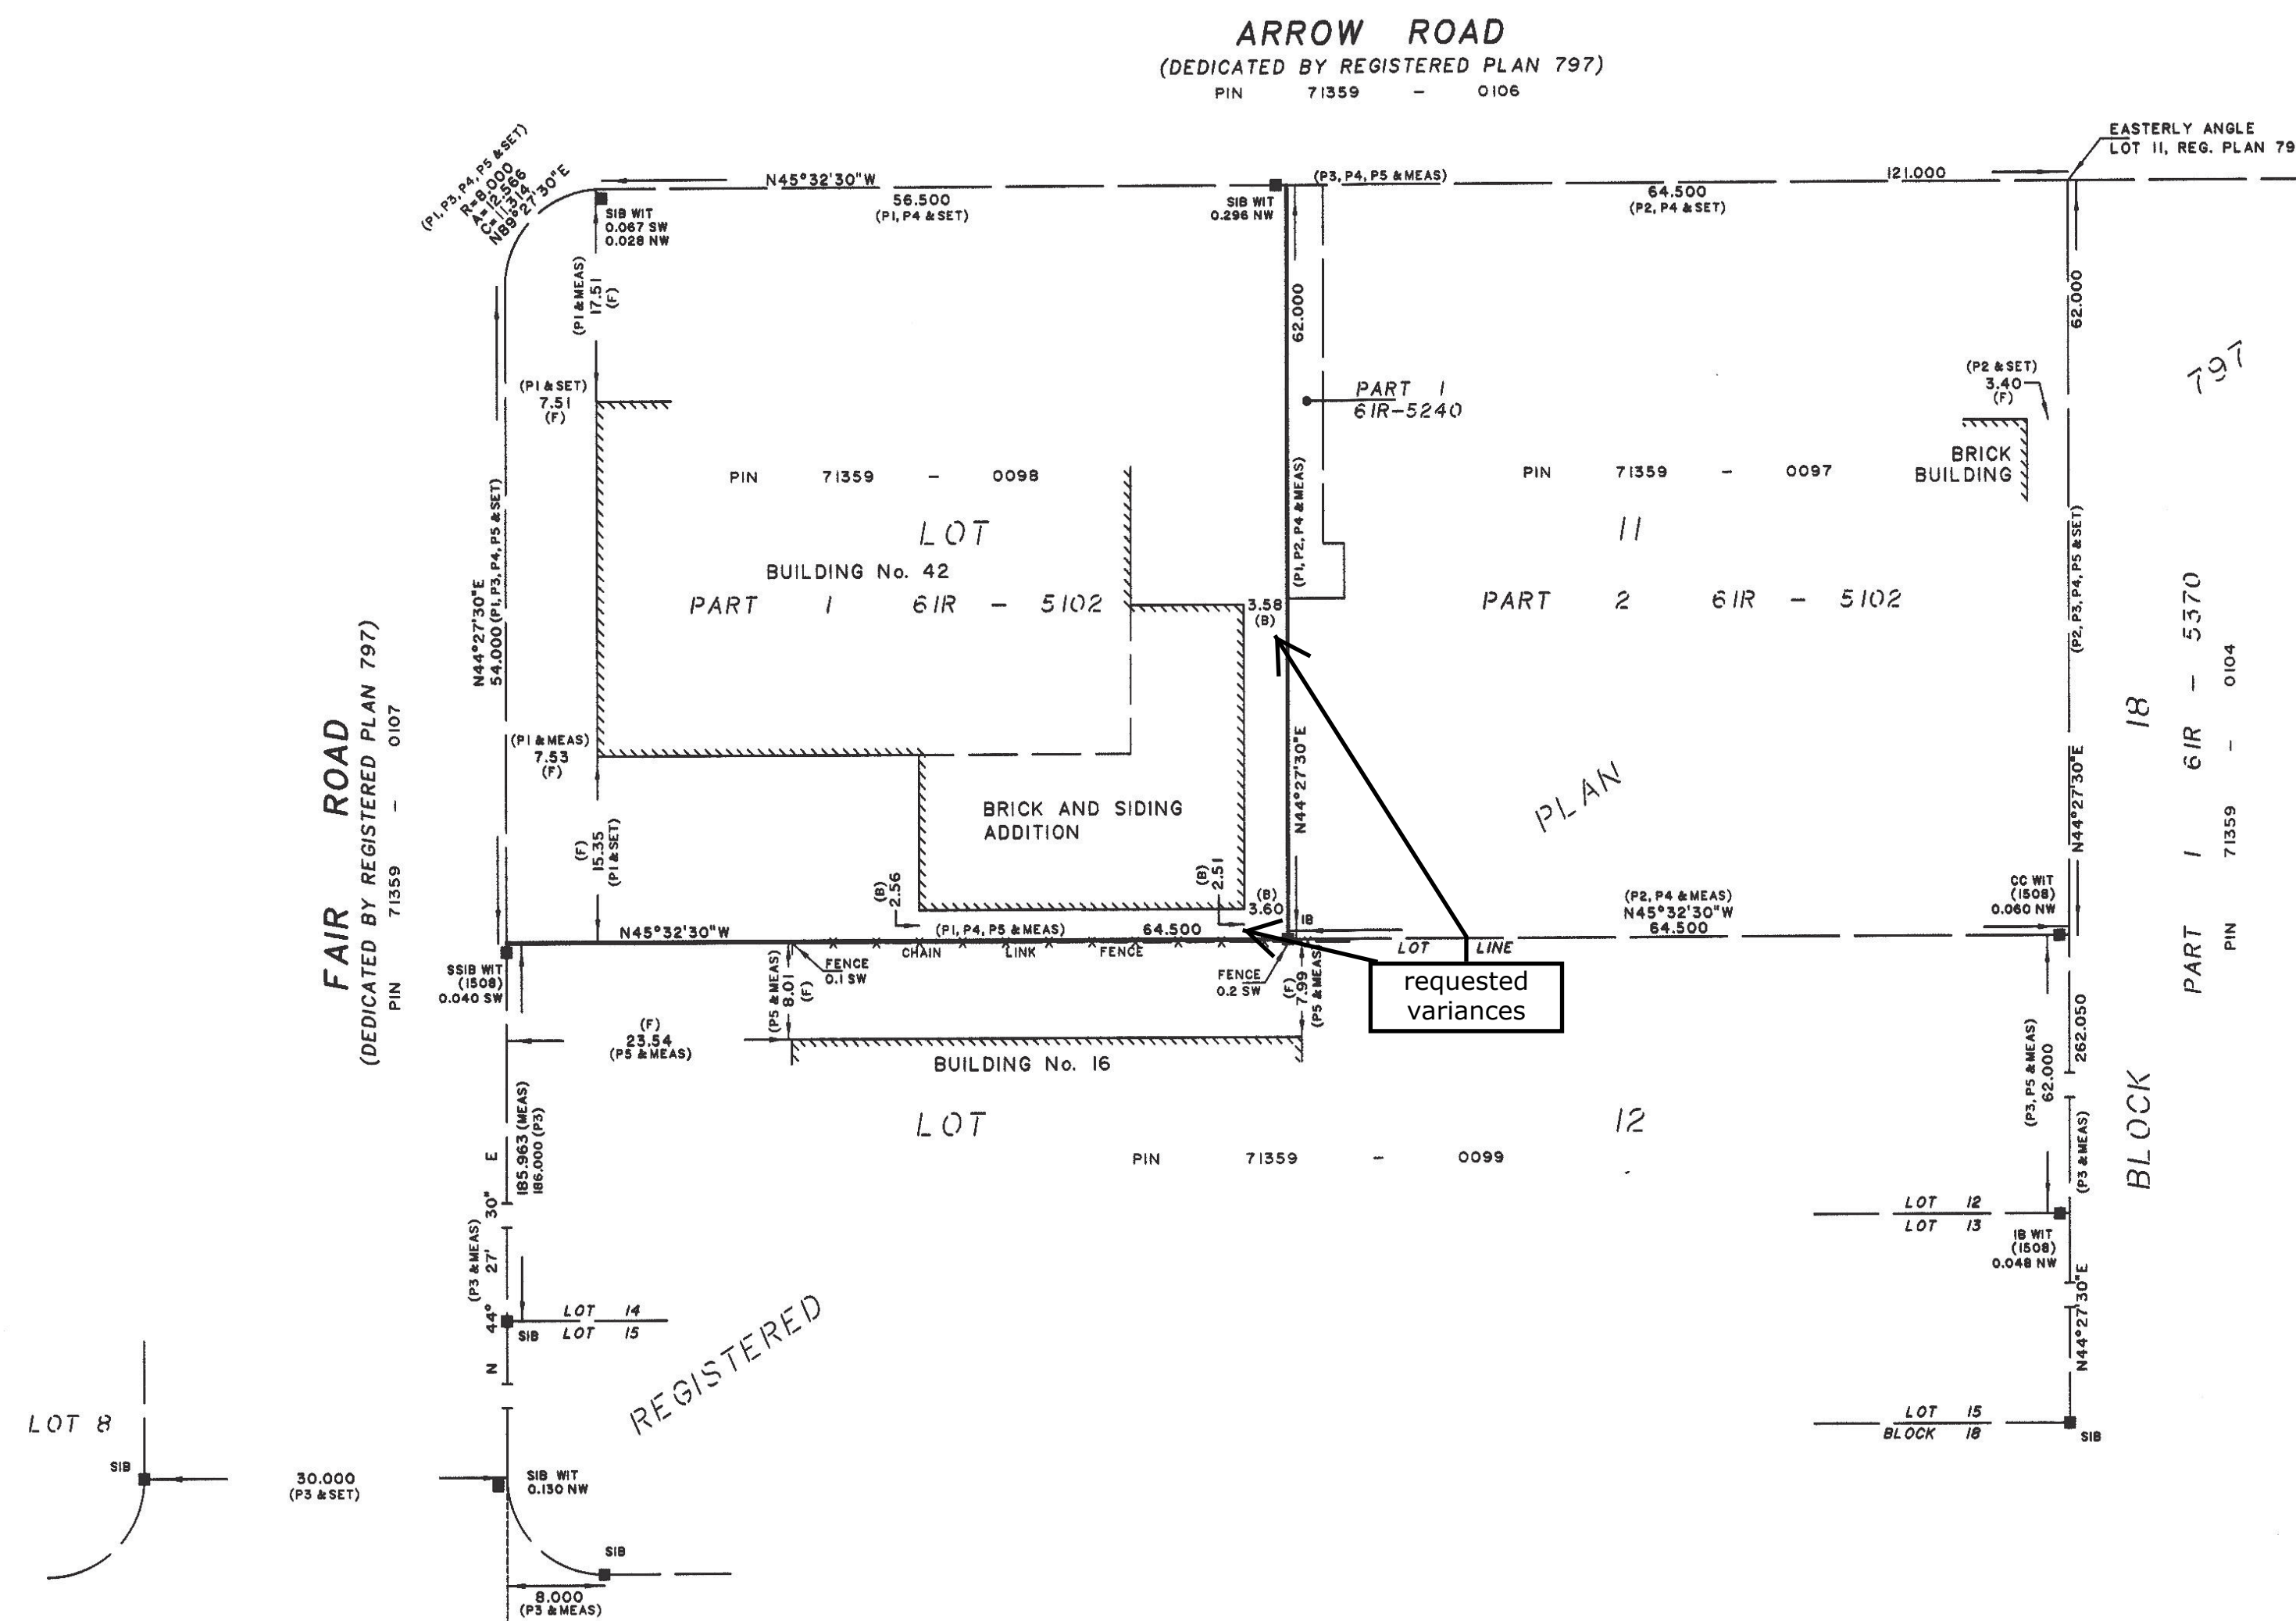 ARROW ROAD
(DEDICATED BY REGISTERED PLAN 797)
PIN 71359 - 0106
EASTERLY ANGLE
LOT 11, REG. PLAN 79
(P1, P3, P4, P5 & SET)
R=8.000
A=12.566
C=11.314
N89°27'30"E
N45°32'30"W
56.500
(P1, P4 & SET)
(P3, P4, P5 & MEAS)
64.500
(P2, P4 & SET)
121.000
SIB WIT
0.067 SW
0.028 NW
SIB WIT
0.296 NW
(P1 & MEAS)
17.51
(F)
62.000
62.000
(P1 & SET)
7.51
(F)
PART 1
61R-5240
(P2 & SET)
3.40
(F)
797
BRICK
BUILDING
PIN 71359 - 0098
PIN 71359 - 0097
LOT
11
BUILDING No. 42
PART 1 61R - 5102
PART 2 61R - 5102
(P1, P2, P4 & MEAS)
(P2, P3, P4, P5 & SET)
N44°27'30"E
54.000 (P1, P3, P4, P5 & SET)
3.58
(B)
FAIR ROAD
(DEDICATED BY REGISTERED PLAN 797)
PIN 71359 - 0107
(P1 & MEAS)
7.53
(F)
N44°27'30"E
N44°27'30"E
PLAN
BLOCK 18
PART 1 61R - 5370
PIN 71359 - 0104
BRICK AND SIDING
ADDITION
(F)
15.35
(P1 & SET)
(B)
2.56
(B)
2.51
(B)
3.60
IB
(P2, P4 & MEAS)
N45°32'30"W
64.500
CC WIT
(1508)
0.060 NW
N45°32'30"W
(P1, P4, P5 & MEAS)
64.500
CHAIN LINK FENCE
LOT LINE
requested
variances
SSIB WIT
(1508)
0.040 SW
FENCE
0.1 SW
FENCE
0.2 SW
(P5 & MEAS)
8.01
(F)
(F)
7.99
(P5 & MEAS)
(F)
23.54
(P5 & MEAS)
BUILDING No. 16
LOT 12
PIN 71359 - 0099
185.963 (MEAS)
186.000 (P3)
N 44° 27' 30" E
(P3 & MEAS)
(P3, P5 & MEAS)
62.000
262.050
(P3 & MEAS)
LOT 12
LOT 13
IB WIT
(1508)
0.048 NW
N44°27'30"E
LOT 14
LOT 15
SIB
REGISTERED
LOT 15
BLOCK 18
SIB
LOT 8
SIB
30.000
(P3 & SET)
SIB WIT
0.130 NW
SIB
8.000
(P3 & MEAS)